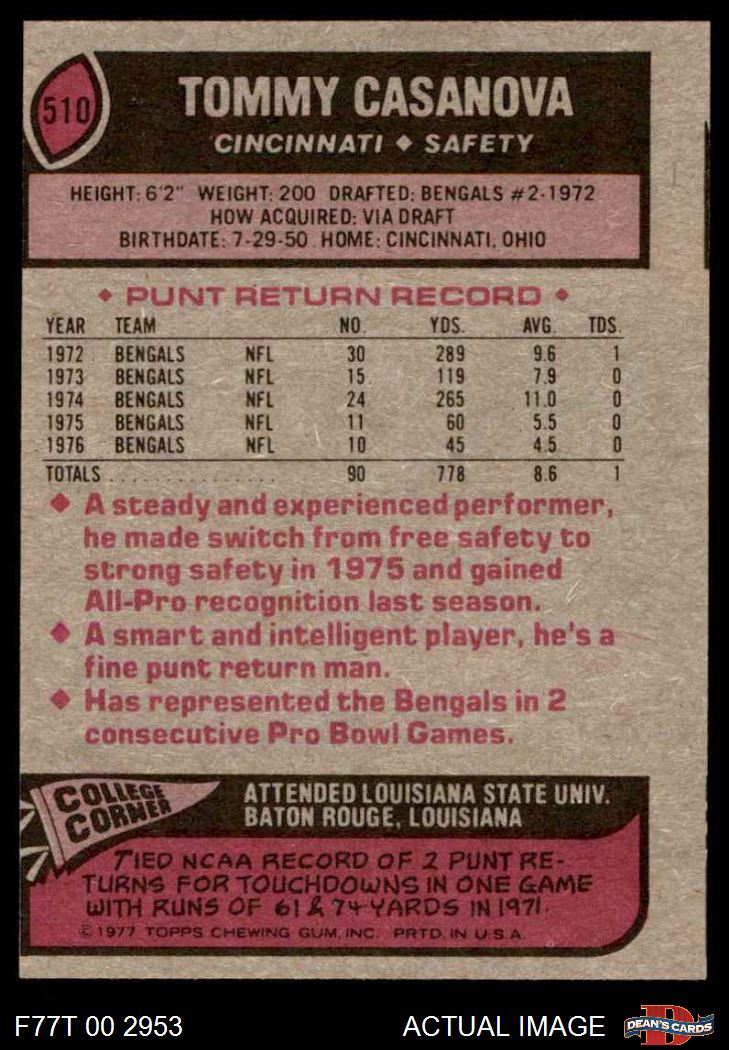 510
TOMMY CASANOVA
CINCINNATI ◆ SAFETY
HEIGHT: 6'2" WEIGHT: 200 DRAFTED: BENGALS #2-1972
HOW ACQUIRED: VIA DRAFT
BIRTHDATE: 7-29-50 HOME: CINCINNATI, OHIO
◆ PUNT RETURN RECORD ◆
YEAR TEAM NO. YDS. AVG. TDS.
1972 BENGALS NFL 30 289 9.6 1
1973 BENGALS NFL 15 119 7.9 0
1974 BENGALS NFL 24 265 11.0 0
1975 BENGALS NFL 11 60 5.5 0
1976 BENGALS NFL 10 45 4.5 0
TOTALS . . . . . . . . . . . . . . . 90 778 8.6 1
◆ A steady and experienced performer,
he made switch from free safety to
strong safety in 1975 and gained
All-Pro recognition last season.
◆ A smart and intelligent player, he's a
fine punt return man.
◆ Has represented the Bengals in 2
consecutive Pro Bowl Games.
COLLEGE
CORNER
ATTENDED LOUISIANA STATE UNIV.
BATON ROUGE, LOUISIANA
TIED NCAA RECORD OF 2 PUNT RE-
TURNS FOR TOUCHDOWNS IN ONE GAME
WITH RUNS OF 61 & 74 YARDS IN 1971.
© 1977 TOPPS CHEWING GUM, INC. PRTD. IN U.S.A.
F77T 00 2953 ACTUAL IMAGE
D
DEAN'S CARDS